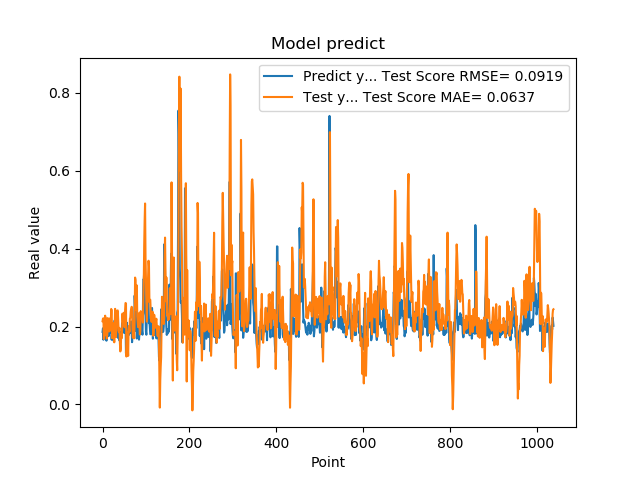 Model predict
Predict y... Test Score RMSE= 0.0919
Test y... Test Score MAE= 0.0637
0.8
0.6
0.4
0.2
0.0
Real value
0 200 400 600 800 1000
Point